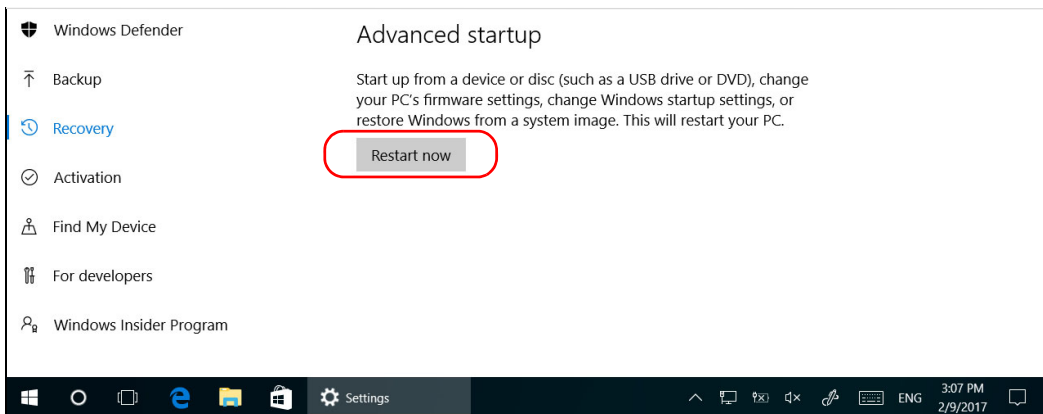 Windows Defender
Backup
Recovery
Activation
Find My Device
For developers
Windows Insider Program
Advanced startup
Start up from a device or disc (such as a USB drive or DVD), change
your PC's firmware settings, change Windows startup settings, or
restore Windows from a system image. This will restart your PC.
Restart now
Settings
ENG
3:07 PM
2/9/2017